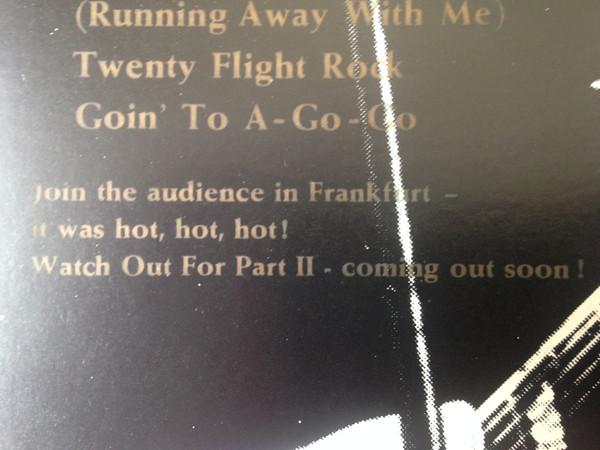 (Running Away With Me)
Twenty Flight Rock
Goin' To A-Go-Go
Join the audience in Frankfurt –
it was hot, hot, hot!
Watch Out For Part II - coming out soon!